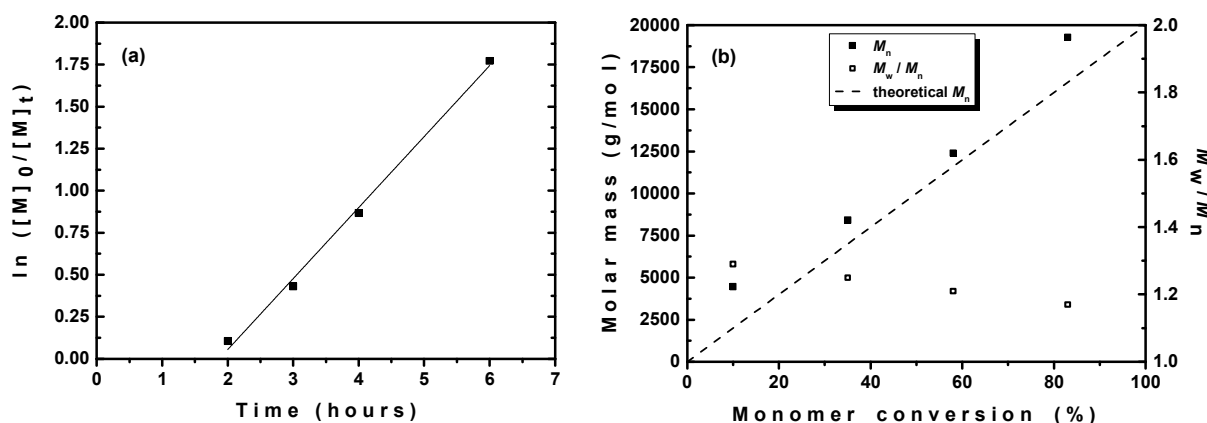 (a)
2.00
1.75
1.50
1.25
1.00
0.75
0.50
0.25
0.00
0 1 2 3 4 5 6 7
Time (hours)
ln ([M]0/[M]t)
(b)
20000
17500
15000
12500
10000
7500
5000
2500
0
Molar mass (g/mol)
Mn
Mw / Mn
theoretical Mn
2.0
1.8
1.6
1.4
1.2
1.0
Mw/Mn
0 20 40 60 80 100
Monomer conversion (%)